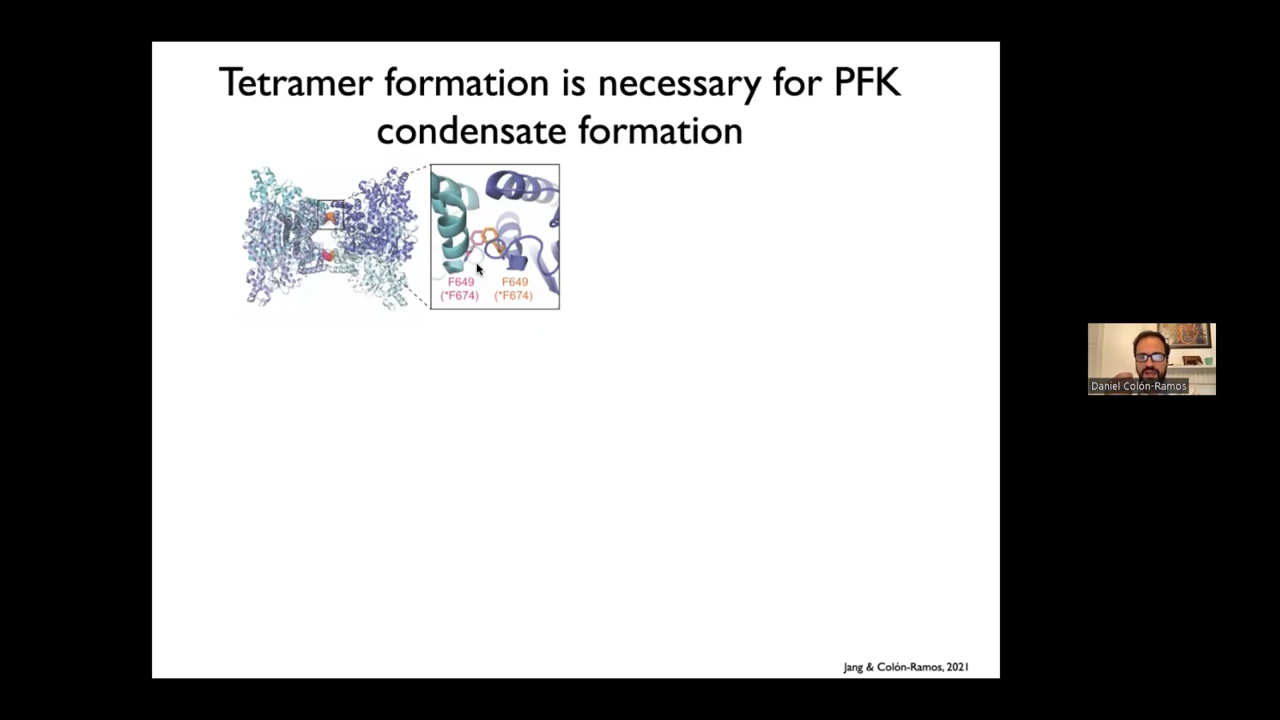 Tetramer formation is necessary for PFK
condensate formation
F649 F649
(*F674) (*F674)
Daniel Colón-Ramos
Jang & Colón-Ramos, 2021